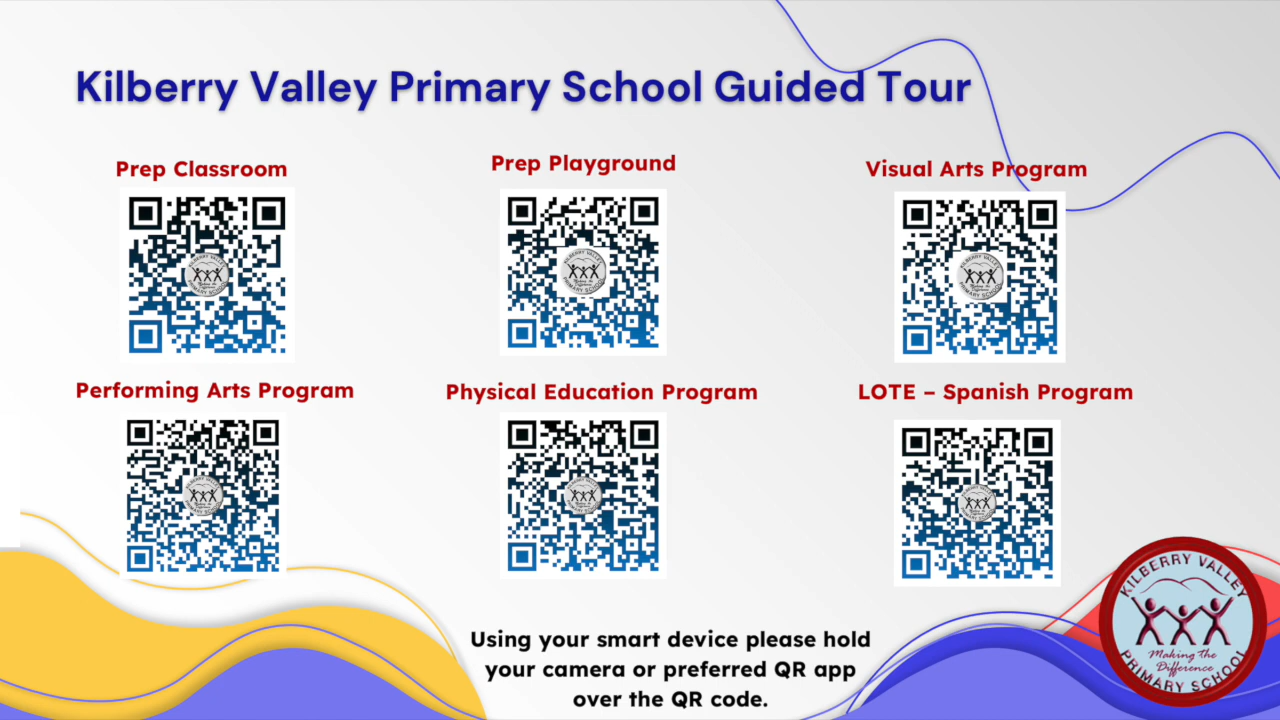 Kilberry Valley Primary School Guided Tour
Prep Classroom
Prep Playground
Visual Arts Program
Performing Arts Program
Physical Education Program
LOTE – Spanish Program
Using your smart device please hold
your camera or preferred QR app
over the QR code.
KILBERRY VALLEY
Making the
Difference
PRIMARY SCHOOL